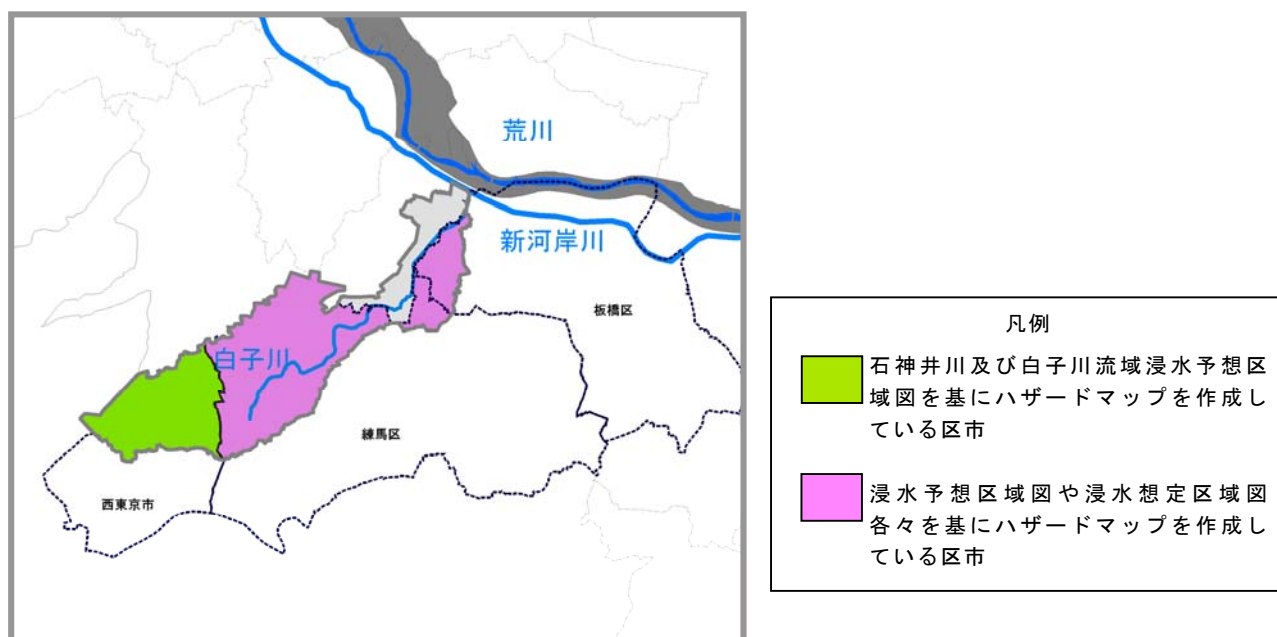 荒川
新河岸川
板橋区
白子川
練馬区
西東京市
凡例
石神井川及び白子川流域浸水予想区
域図を基にハザードマップを作成し
ている区市
浸水予想区域図や浸水想定区域図
各々を基にハザードマップを作成し
ている区市